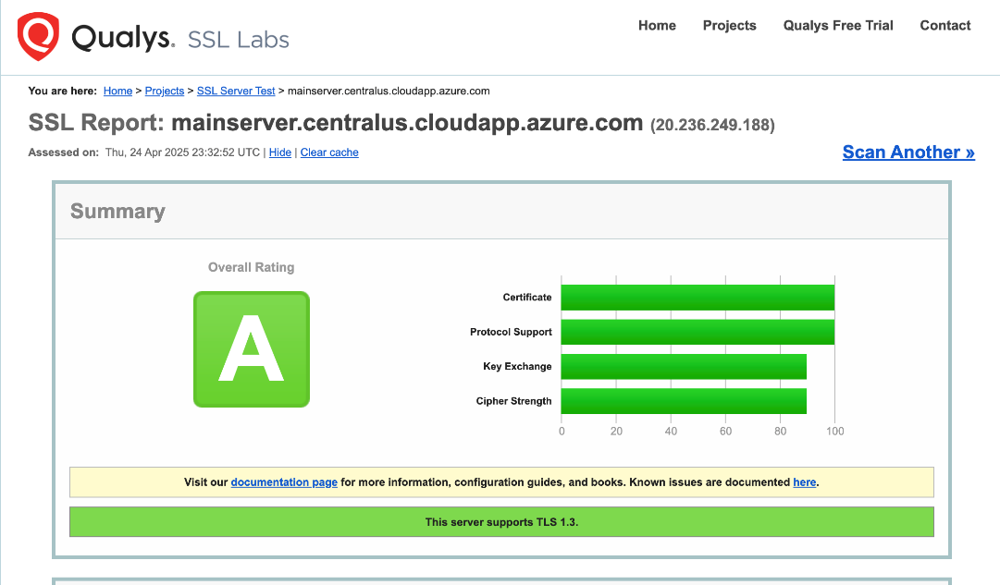 Qualys. SSL Labs
Home Projects Qualys Free Trial Contact
You are here: Home > Projects > SSL Server Test > mainserver.centralus.cloudapp.azure.com
SSL Report: mainserver.centralus.cloudapp.azure.com (20.236.249.188)
Assessed on: Thu, 24 Apr 2025 23:32:52 UTC | Hide | Clear cache
Scan Another »
Summary
Overall Rating
A
Certificate
Protocol Support
Key Exchange
Cipher Strength
0 20 40 60 80 100
Visit our documentation page for more information, configuration guides, and books. Known issues are documented here.
This server supports TLS 1.3.